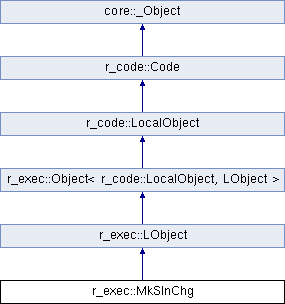 core::_Object
r_code::Code
r_code::LocalObject
r_exec::Object< r_code::LocalObject, LObject >
r_exec::LObject
r_exec::MkSlnChg